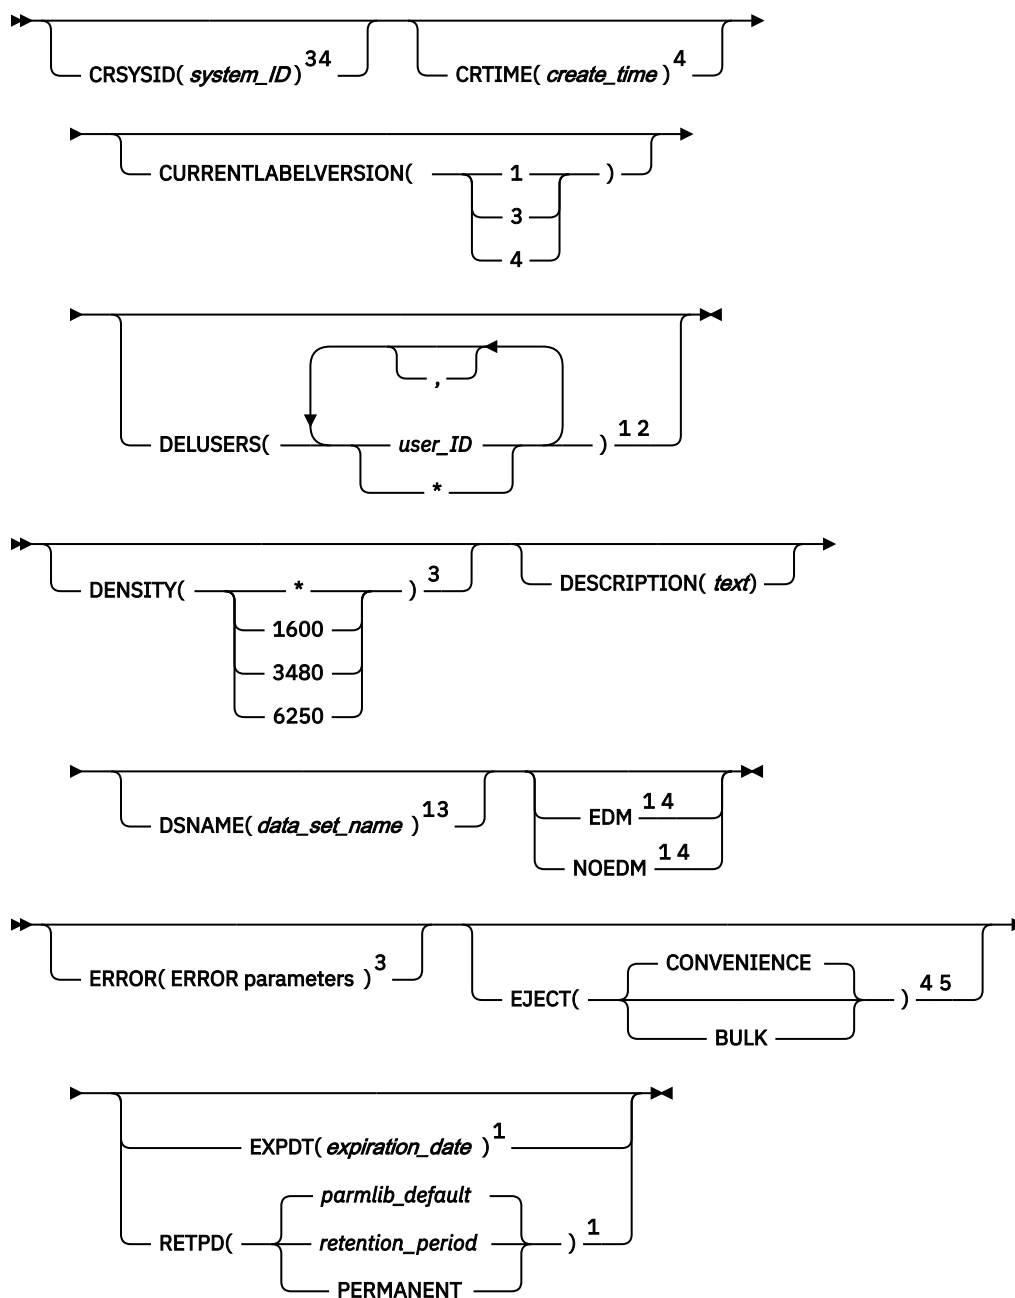 CRSYSID( system_ID ) 3 4 CRTIME( create_time ) 4
CURRENTLABELVERSION( 1 )
3
4
,
DELUSERS( user_ID ) 1 2
*
DENSITY( * ) 3 DESCRIPTION( text )
1600
3480
6250
DSNAME( data_set_name ) 1 3 EDM 1 4
NOEDM 1 4
ERROR( ERROR parameters ) 3 CONVENIENCE
EJECT( ) 4 5
BULK
EXPDT( expiration_date ) 1
parmlib_default
RETPD( retention_period ) 1
PERMANENT